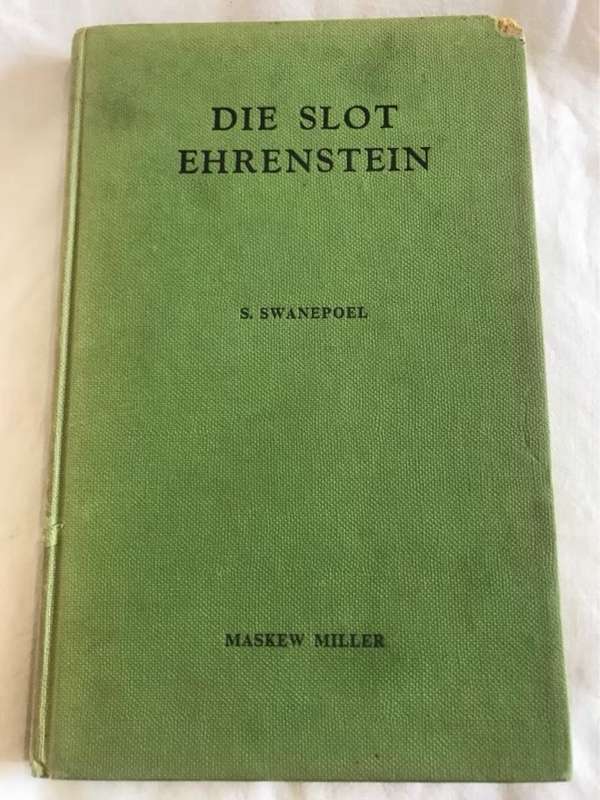 DIE SLOT
EHRENSTEIN
S. SWANEPOEL
MASKEW MILLER